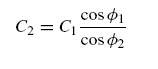 C₂ = C₁ cos ϕ₁ / cos ϕ₂